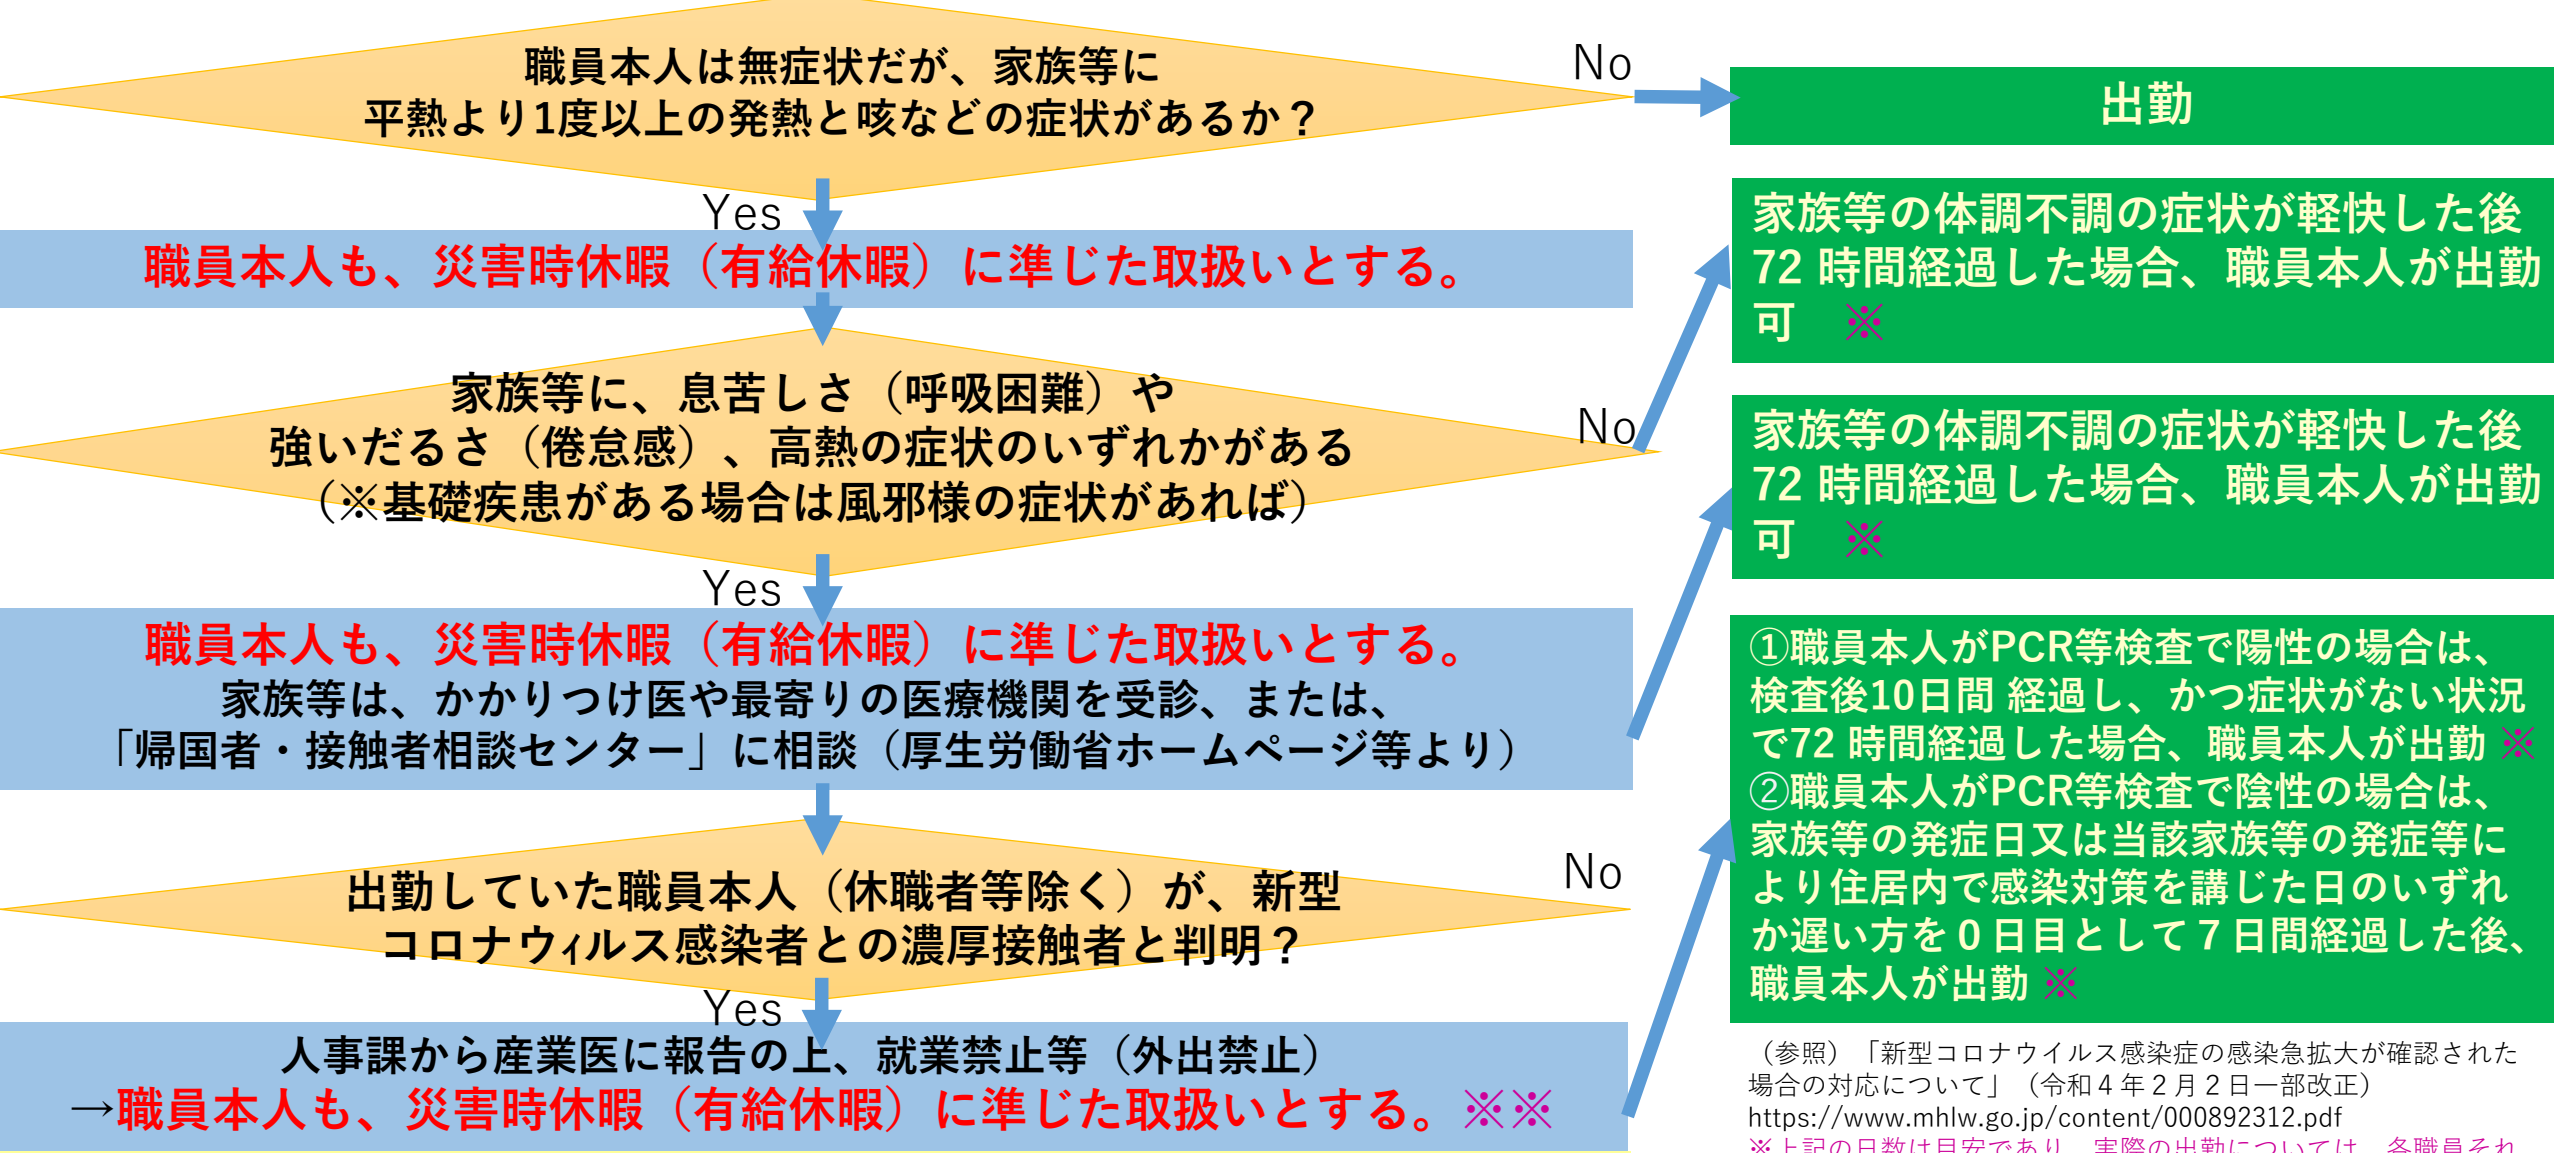 職員本人は無症状だが、家族等に
平熱より1度以上の発熱と咳などの症状があるか？
No
出勤
Yes
職員本人も、災害時休暇（有給休暇）に準じた取扱いとする。
家族等の体調不調の症状が軽快した後
72 時間経過した場合、職員本人が出勤
可　※
家族等に、息苦しさ（呼吸困難）や
強いだるさ（倦怠感）、高熱の症状のいずれかがある
（※基礎疾患がある場合は風邪様の症状があれば）
No
家族等の体調不調の症状が軽快した後
72 時間経過した場合、職員本人が出勤
可　※
Yes
職員本人も、災害時休暇（有給休暇）に準じた取扱いとする。
家族等は、かかりつけ医や最寄りの医療機関を受診、または、
「帰国者・接触者相談センター」に相談（厚生労働省ホームページ等より）
出勤していた職員本人（休職者等除く）が、新型
コロナウィルス感染者との濃厚接触者と判明？
No
Yes
人事課から産業医に報告の上、就業禁止等（外出禁止）
→職員本人も、災害時休暇（有給休暇）に準じた取扱いとする。※※
①職員本人がPCR等検査で陽性の場合は、
検査後10日間 経過し、かつ症状がない状況
で72 時間経過した場合、職員本人が出勤 ※
②職員本人がPCR等検査で陰性の場合は、
家族等の発症日又は当該家族等の発症等に
より住居内で感染対策を講じた日のいずれ
か遅い方を０日目として７日間経過した後、
職員本人が出勤 ※
（参照）「新型コロナウイルス感染症の感染急拡大が確認された
場合の対応について」（令和４年２月２日一部改正）
https://www.mhlw.go.jp/content/000892312.pdf
※上記の日数は目安であり、実際の出勤については、各職員それ